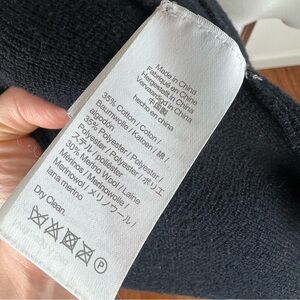 Made in China
Fabriqué en Chine
Hergestellt in China
Vervaardigd in China
中国製
hecho en china
35% Cotton / Coton /
Baumwolle / Katoen / 綿 /
algodón
35% Polyester / Polyester /
Polyester / Polyester / ポリエ
ステル / poliéster
30% Merino Wool / Laine
Mérinos / Merinowolle /
Merinowol / メリノウール /
lana merino
Dry Clean.
P